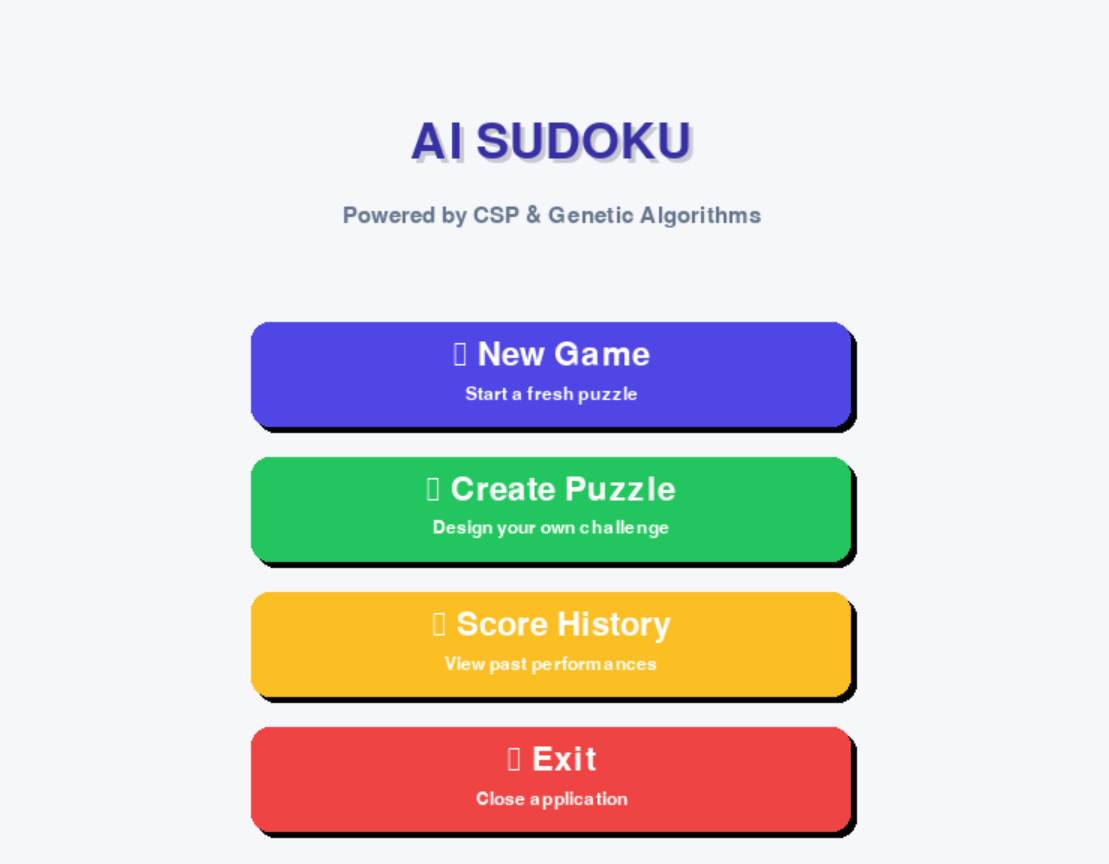 AI SUDOKU
Powered by CSP & Genetic Algorithms
New Game
Start a fresh puzzle
Create Puzzle
Design your own challenge
Score History
View past performances
Exit
Close application